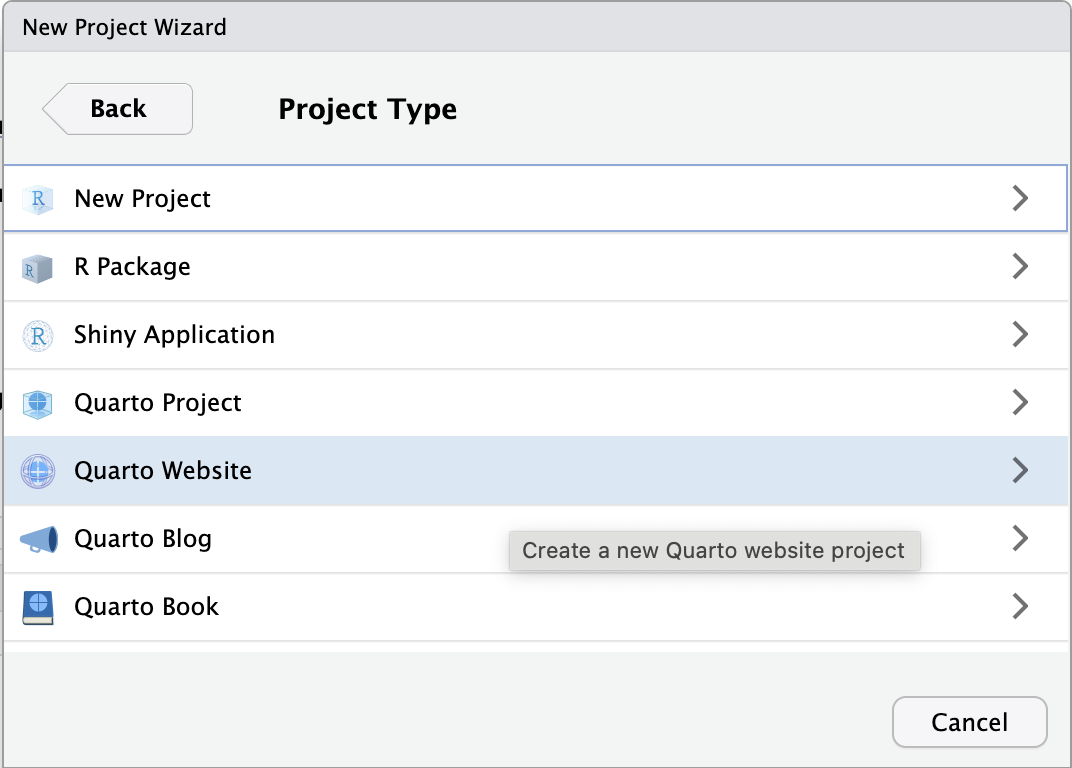 New Project Wizard
Back
Project Type
R New Project
R R Package
R Shiny Application
Quarto Project
Quarto Website
Quarto Blog
Create a new Quarto website project
Quarto Book
Cancel